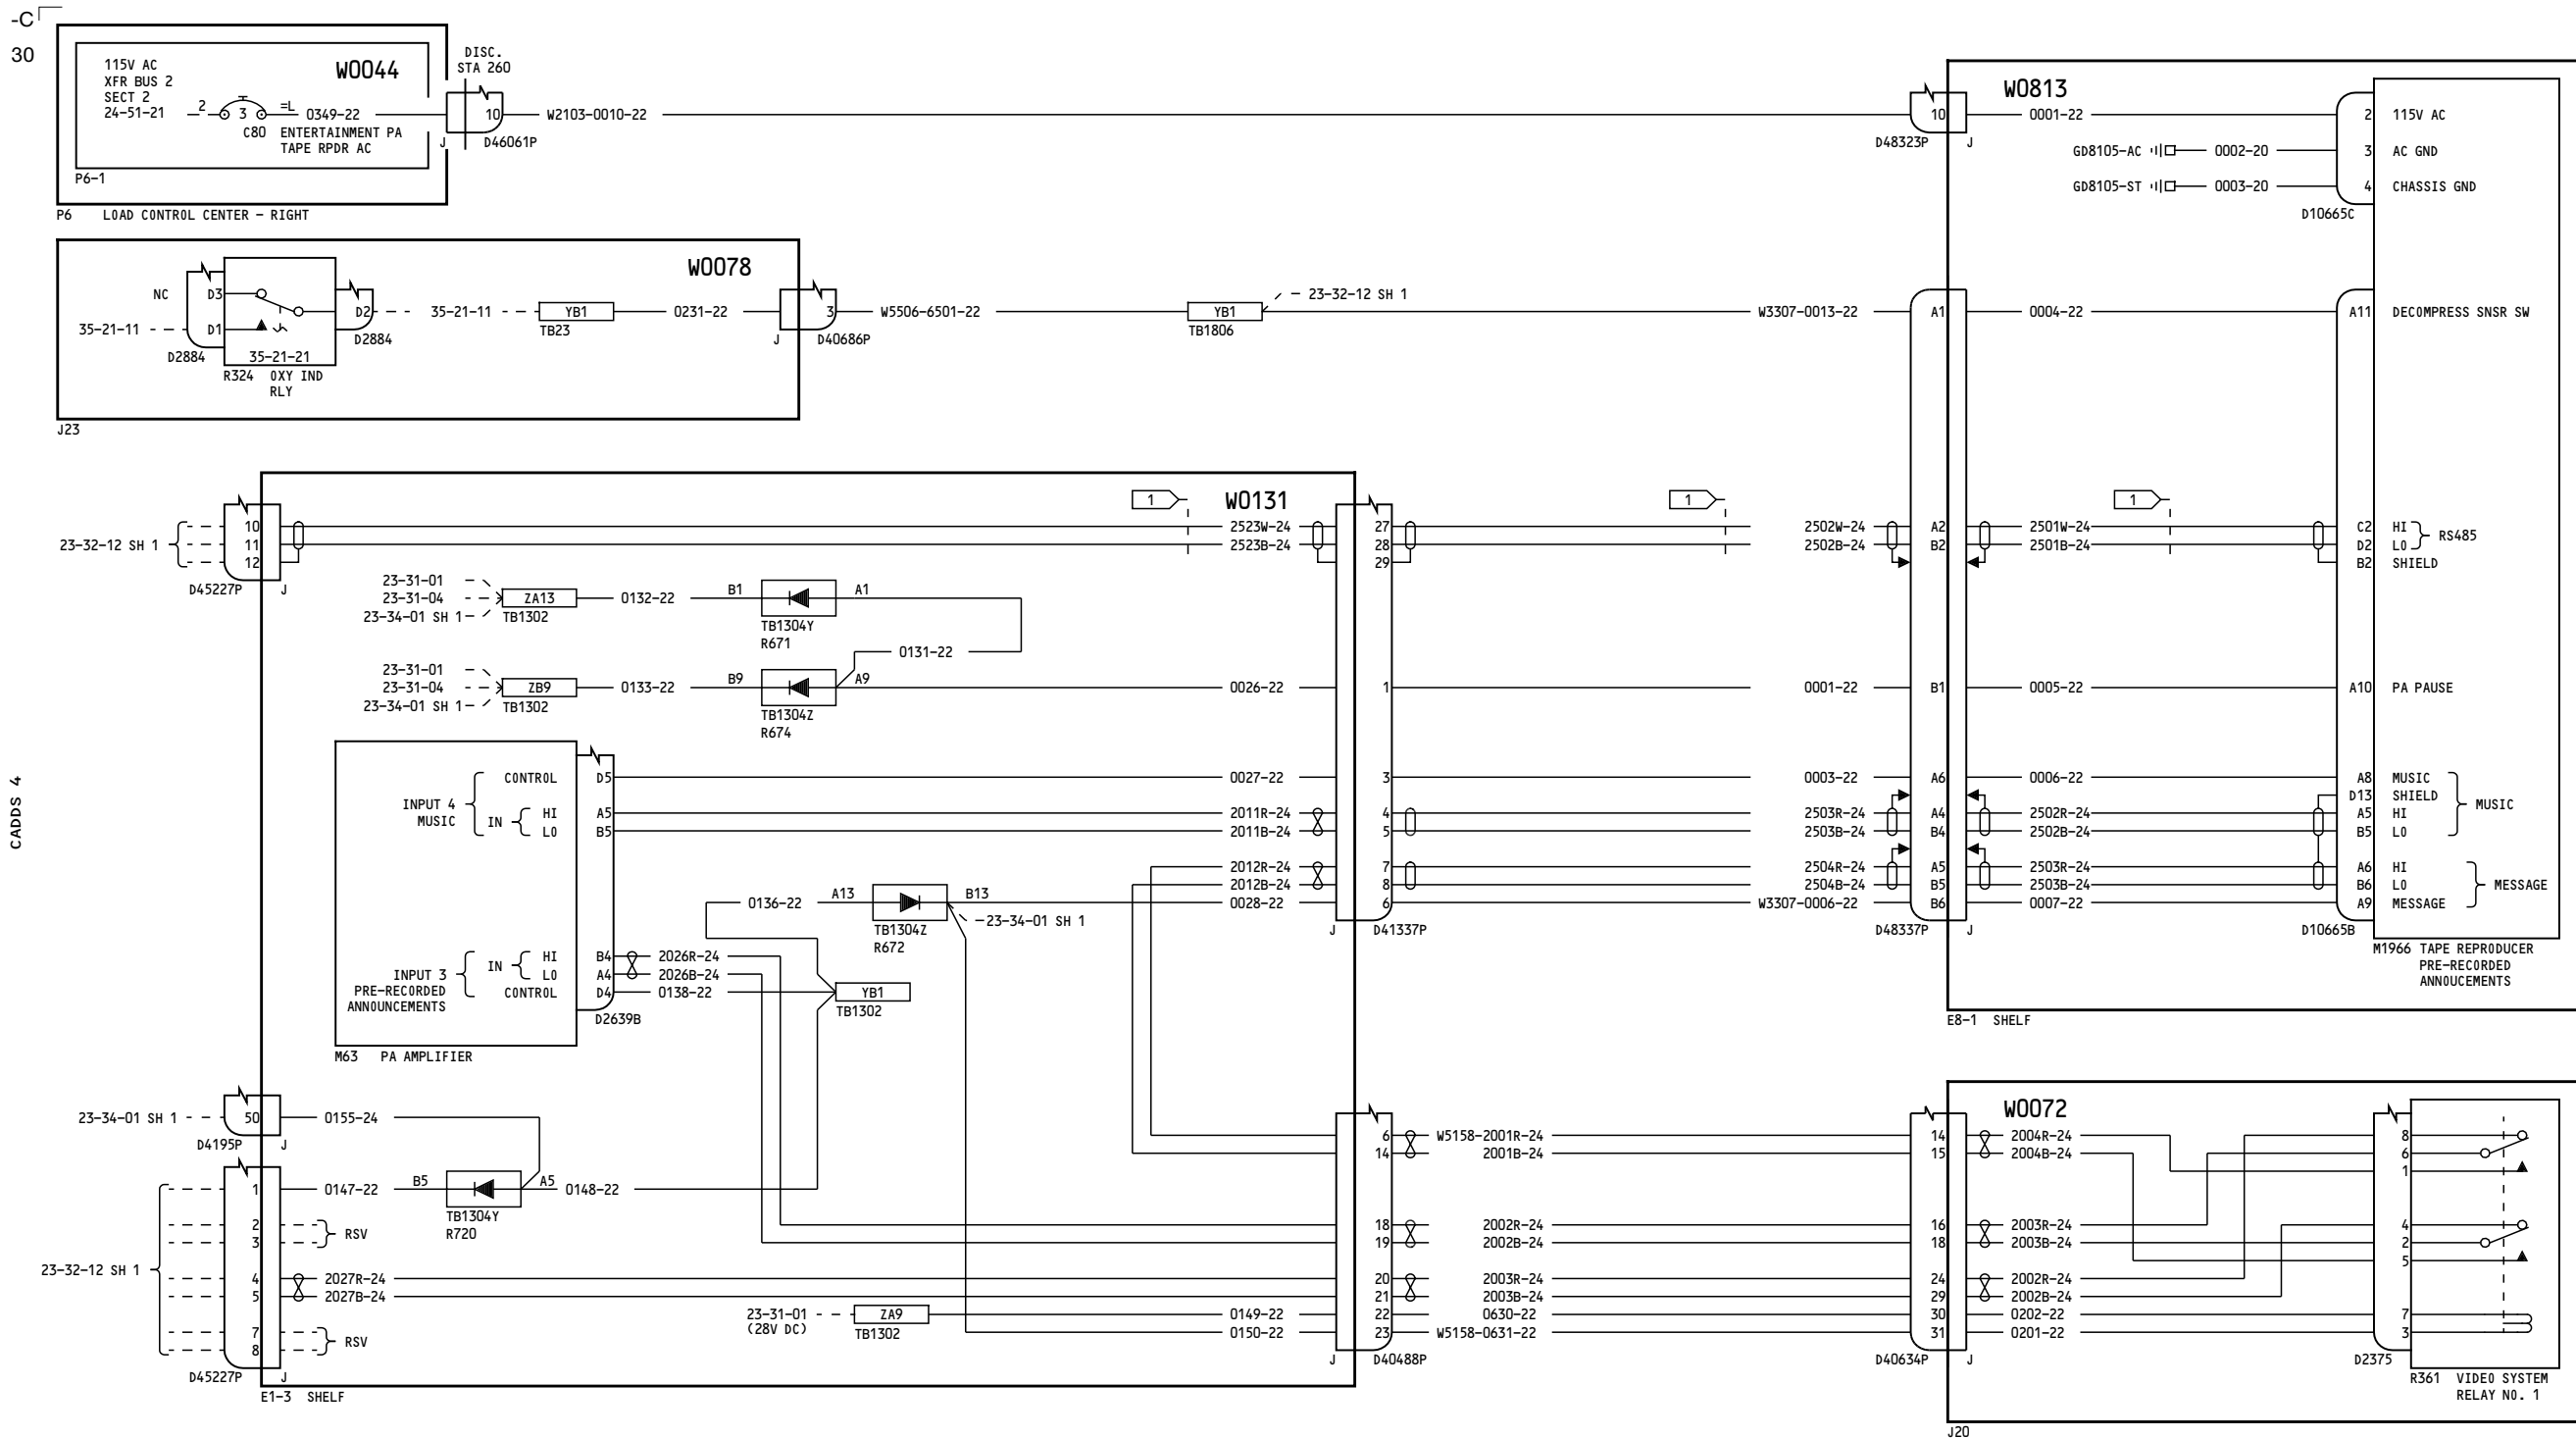 -C
30
CADDS 4
115V AC
XFR BUS 2
SECT 2
24-51-21
W0044
2
3
=L
0349-22
C80
ENTERTAINMENT PA
TAPE RPDR AC
P6-1
P6 LOAD CONTROL CENTER - RIGHT
DISC.
STA 260
10
J
D46061P
W2103-0010-22
10
D48323P
J
W0813
0001-22
2
115V AC
GD8105-AC
0002-20
3
AC GND
GD8105-ST
0003-20
4
CHASSIS GND
D10665C
W0078
NC
D3
35-21-11
D1
D2884
35-21-21
R324 OXY IND
RLY
D2
D2884
35-21-11
YB1
TB23
0231-22
3
J
D40686P
J23
W5506-6501-22
YB1
TB1806
23-32-12 SH 1
W3307-0013-22
A1
0004-22
A11
DECOMPRESS SNSR SW
W0131
1
1
1
23-32-12 SH 1
10
11
12
D45227P
J
2523W-24
2523B-24
27
28
29
2502W-24
2502B-24
A2
B2
2501W-24
2501B-24
C2
D2
B2
HI
LO
RS485
SHIELD
23-31-01
23-31-04
23-34-01 SH 1
ZA13
TB1302
0132-22
B1
A1
TB1304Y
R671
0131-22
23-31-01
23-31-04
23-34-01 SH 1
ZB9
TB1302
0133-22
B9
A9
TB1304Z
R674
0026-22
1
0001-22
B1
0005-22
A10
PA PAUSE
INPUT 4
MUSIC
CONTROL
IN
HI
LO
D5
A5
B5
0027-22
3
0003-22
A6
0006-22
A8
MUSIC
D13
SHIELD
2011R-24
4
2503R-24
A4
2502R-24
A5
HI
2011B-24
5
2503B-24
B4
2502B-24
B5
LO
MUSIC
2012R-24
7
2504R-24
A5
2503R-24
A6
HI
2012B-24
8
2504B-24
B5
2503B-24
B6
LO
MESSAGE
0028-22
6
W3307-0006-22
B6
0007-22
A9
MESSAGE
J
D41337P
D48337P
J
D10665B
M1966 TAPE REPRODUCER
PRE-RECORDED
ANNOUCEMENTS
E8-1 SHELF
0136-22
A13
B13
TB1304Z
R672
23-34-01 SH 1
INPUT 3
PRE-RECORDED
ANNOUNCEMENTS
IN
HI
LO
CONTROL
B4
A4
D4
2026R-24
2026B-24
0138-22
D2639B
YB1
TB1302
M63 PA AMPLIFIER
23-34-01 SH 1
50
D4195P
J
0155-24
23-32-12 SH 1
1
0147-22
B5
A5
0148-22
TB1304Y
R720
2
3
RSV
4
5
2027R-24
2027B-24
7
8
RSV
D45227P
J
E1-3 SHELF
23-31-01
(28V DC)
ZA9
TB1302
0149-22
0150-22
6
14
18
19
20
21
22
23
J
D40488P
W5158-2001R-24
2001B-24
2002R-24
2002B-24
2003R-24
2003B-24
0630-22
W5158-0631-22
14
15
16
18
24
29
30
31
D40634P
J
W0072
2004R-24
2004B-24
2003R-24
2003B-24
2002R-24
2002B-24
0202-22
0201-22
8
6
1
4
2
5
7
3
D2375
R361 VIDEO SYSTEM
RELAY NO. 1
J20